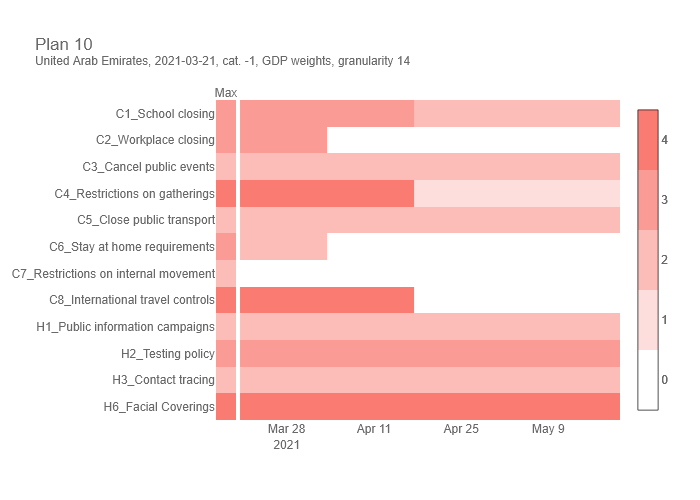 Plan 10
United Arab Emirates, 2021-03-21, cat. -1, GDP weights, granularity 14
Max
C1_School closing
C2_Workplace closing
C3_Cancel public events
C4_Restrictions on gatherings
C5_Close public transport
C6_Stay at home requirements
C7_Restrictions on internal movement
C8_International travel controls
H1_Public information campaigns
H2_Testing policy
H3_Contact tracing
H6_Facial Coverings
Mar 28 Apr 11 Apr 25 May 9
2021
4
3
2
1
0